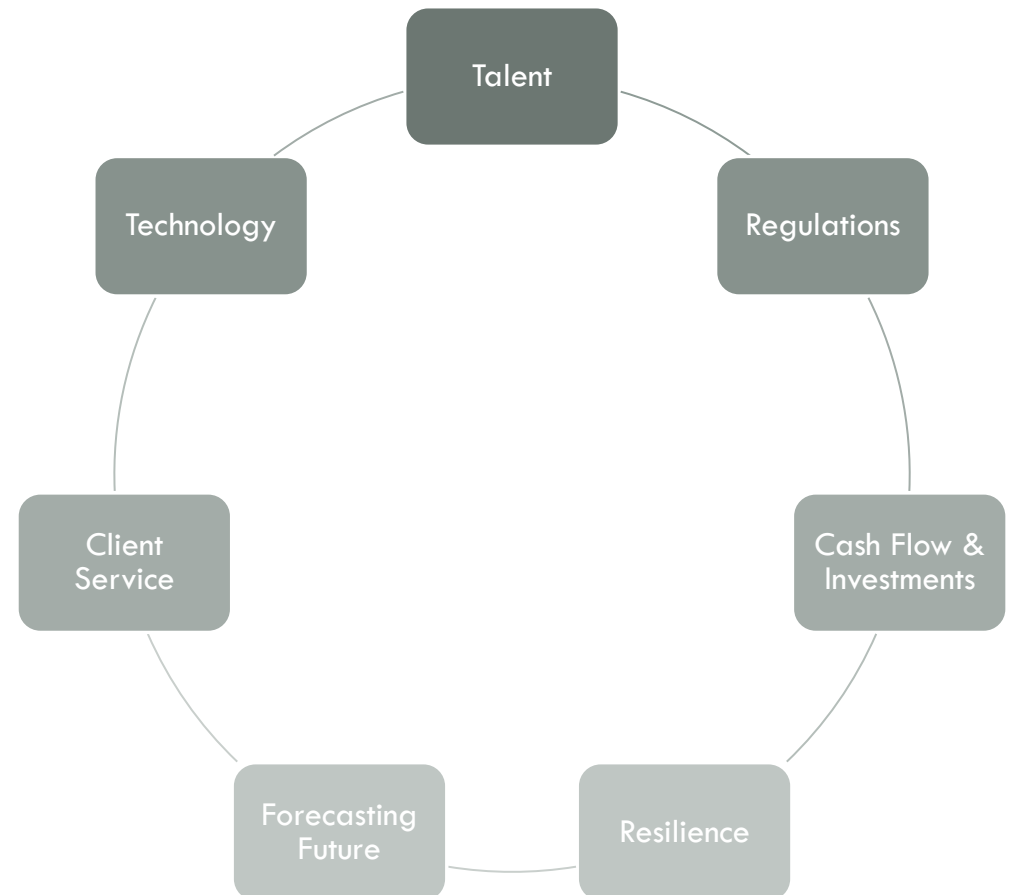 Talent
Regulations
Cash Flow &
Investments
Resilience
Forecasting
Future
Client
Service
Technology